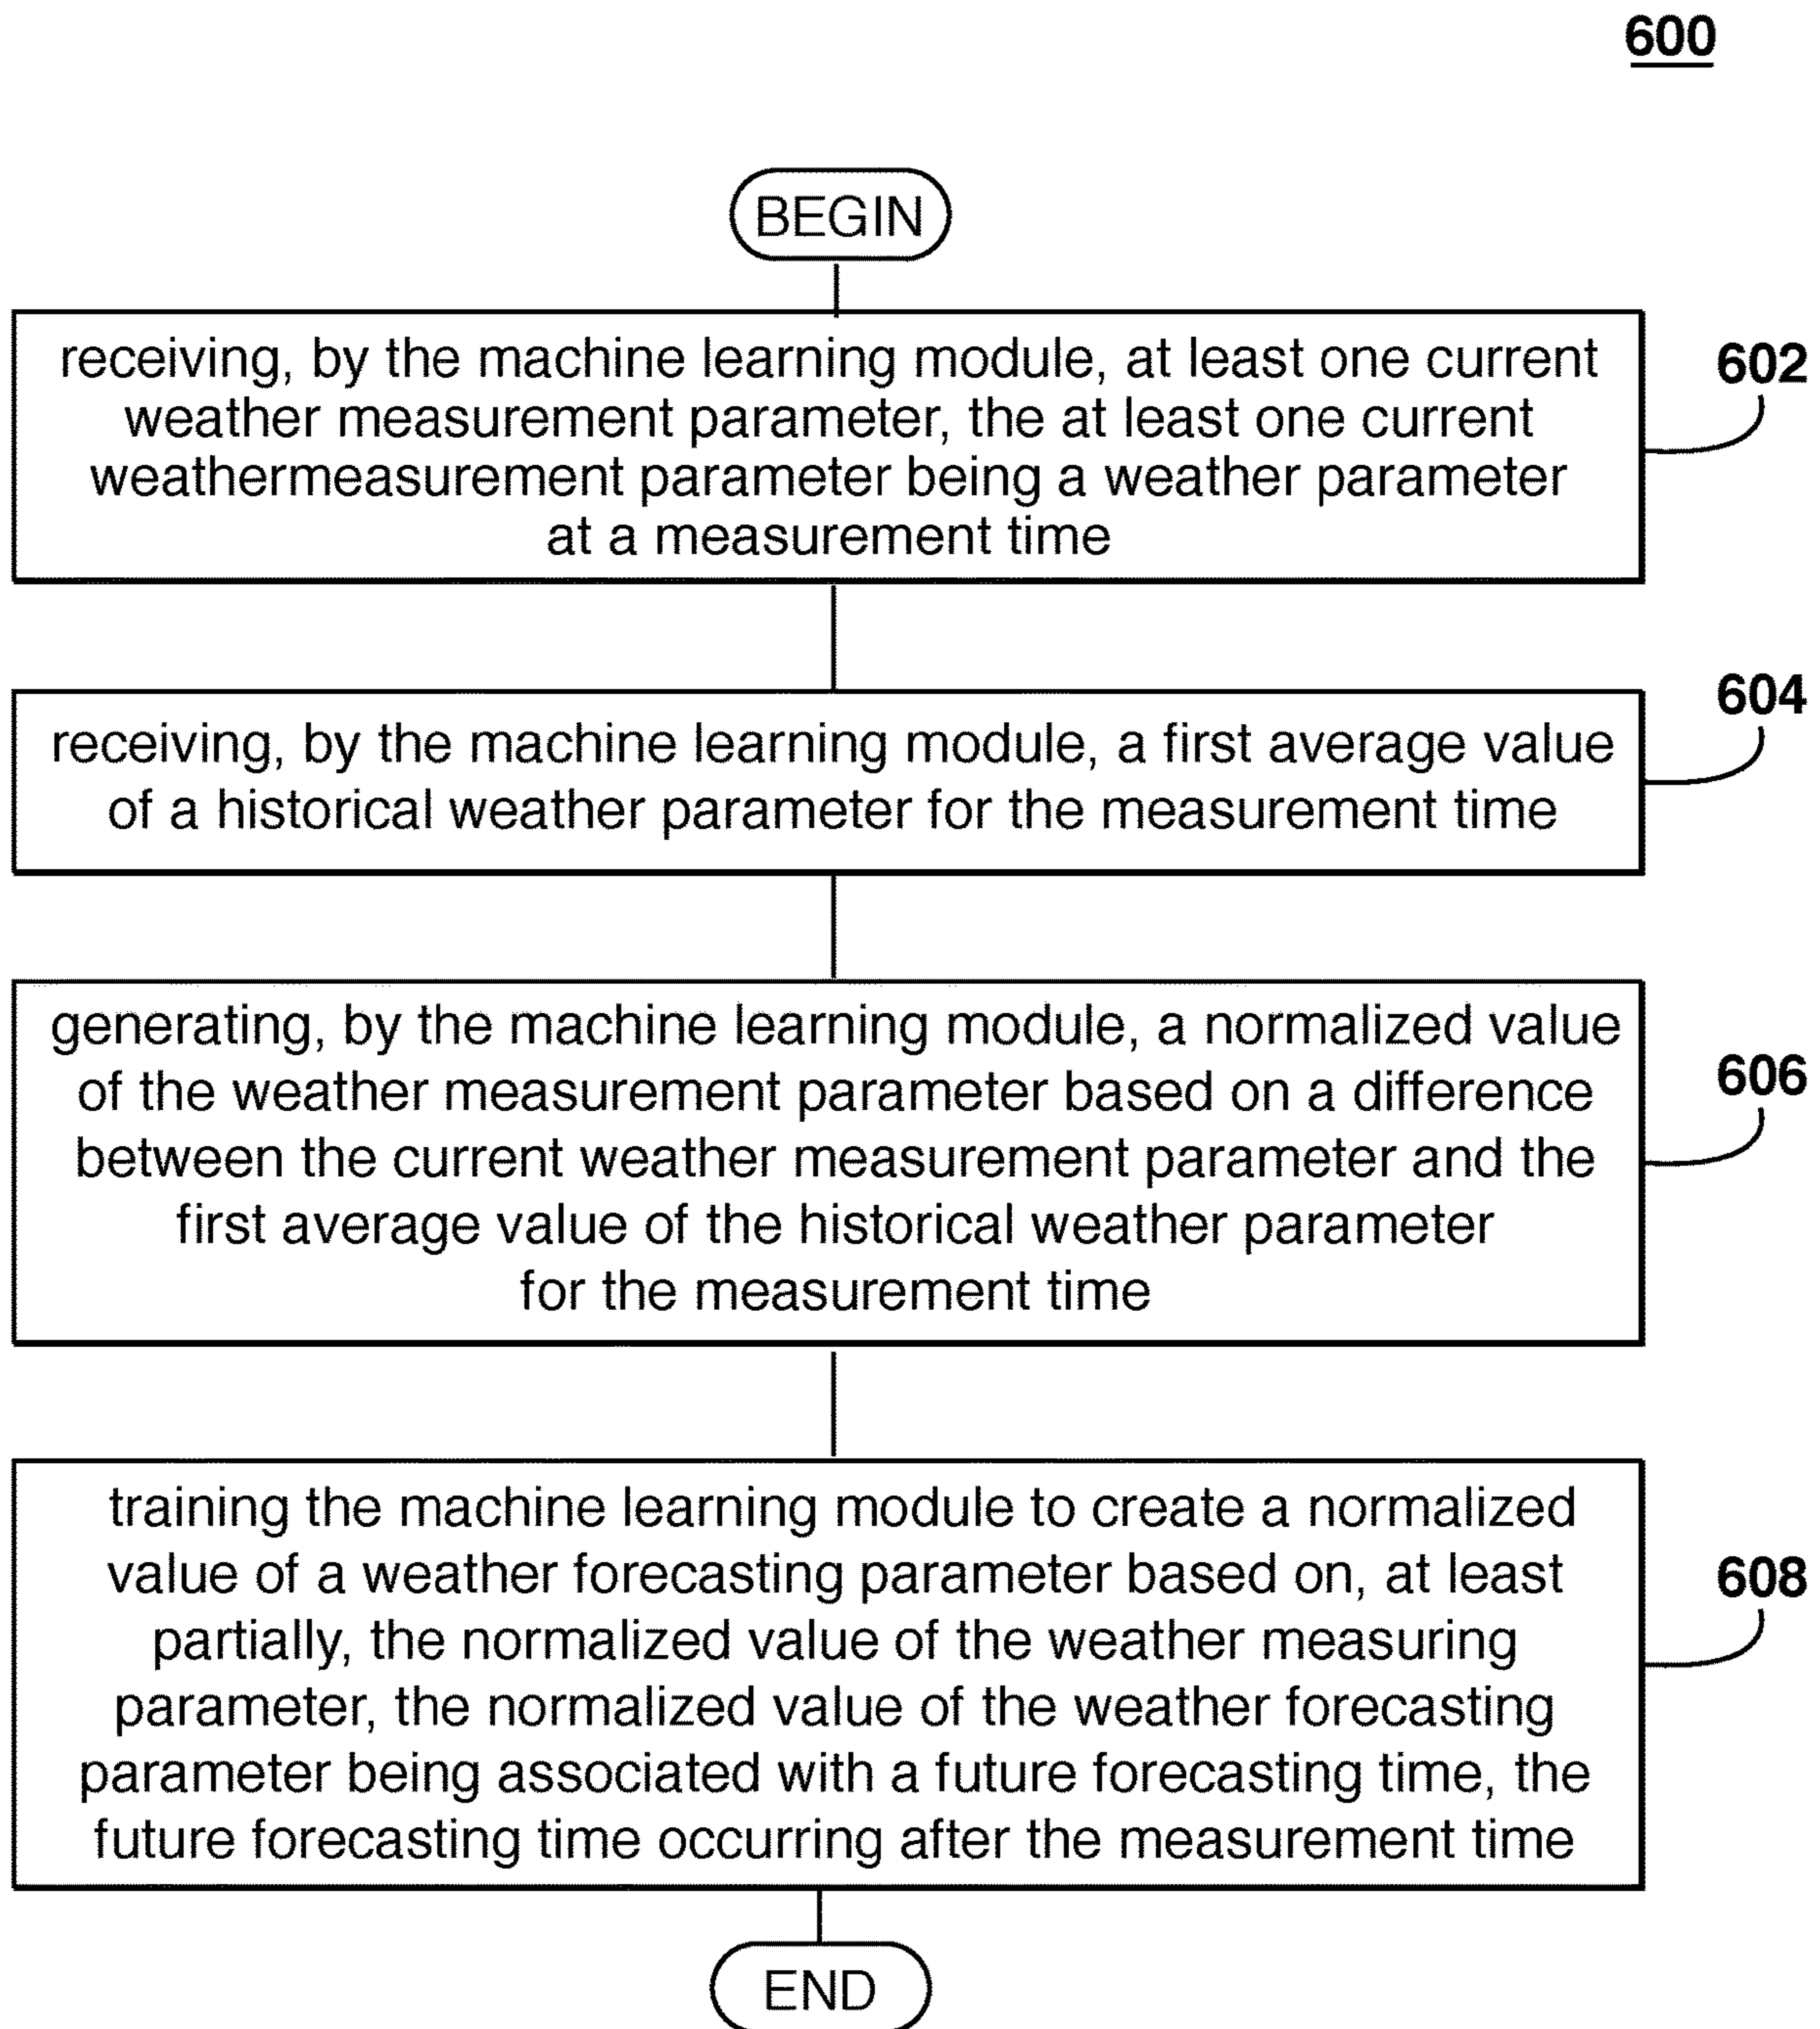 600
BEGIN
receiving, by the machine learning module, at least one current
weather measurement parameter, the at least one current
weathermeasurement parameter being a weather parameter
at a measurement time
602
receiving, by the machine learning module, a first average value
of a historical weather parameter for the measurement time
604
generating, by the machine learning module, a normalized value
of the weather measurement parameter based on a difference
between the current weather measurement parameter and the
first average value of the historical weather parameter
for the measurement time
606
training the machine learning module to create a normalized
value of a weather forecasting parameter based on, at least
partially, the normalized value of the weather measuring
parameter, the normalized value of the weather forecasting
parameter being associated with a future forecasting time, the
future forecasting time occurring after the measurement time
608
END